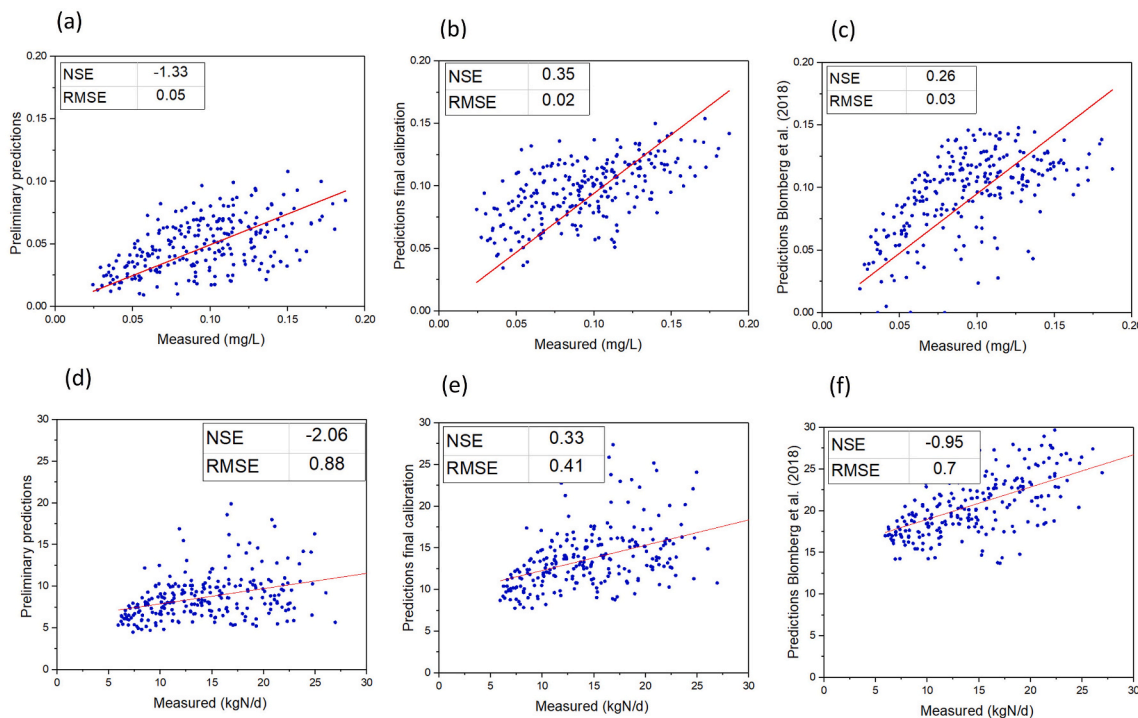 (a)
(b)
(c)
Preliminary predictions
0.20
0.15
0.10
0.05
0.00
NSE -1.33
RMSE 0.05
0.00 0.05 0.10 0.15 0.20
Measured (mg/L)
Predictions final calibration
0.20
0.15
0.10
0.05
0.00
NSE 0.35
RMSE 0.02
0.00 0.05 0.10 0.15 0.20
Measured (mg/L)
Predictions Blomberg et al. (2018)
0.20
0.15
0.10
0.05
0.00
NSE 0.26
RMSE 0.03
0.00 0.05 0.10 0.15 0.20
Measured (mg/L)
(d)
(e)
(f)
Preliminary predictions
30
25
20
15
10
5
0
NSE -2.06
RMSE 0.88
0 5 10 15 20 25 30
Measured (kgN/d)
Predictions final calibration
30
25
20
15
10
5
0
NSE 0.33
RMSE 0.41
0 5 10 15 20 25 30
Measured (kgN/d)
Predictions Blomberg et al. (2018)
30
25
20
15
10
5
0
NSE -0.95
RMSE 0.7
0 5 10 15 20 25 30
Measured (kgN/d)